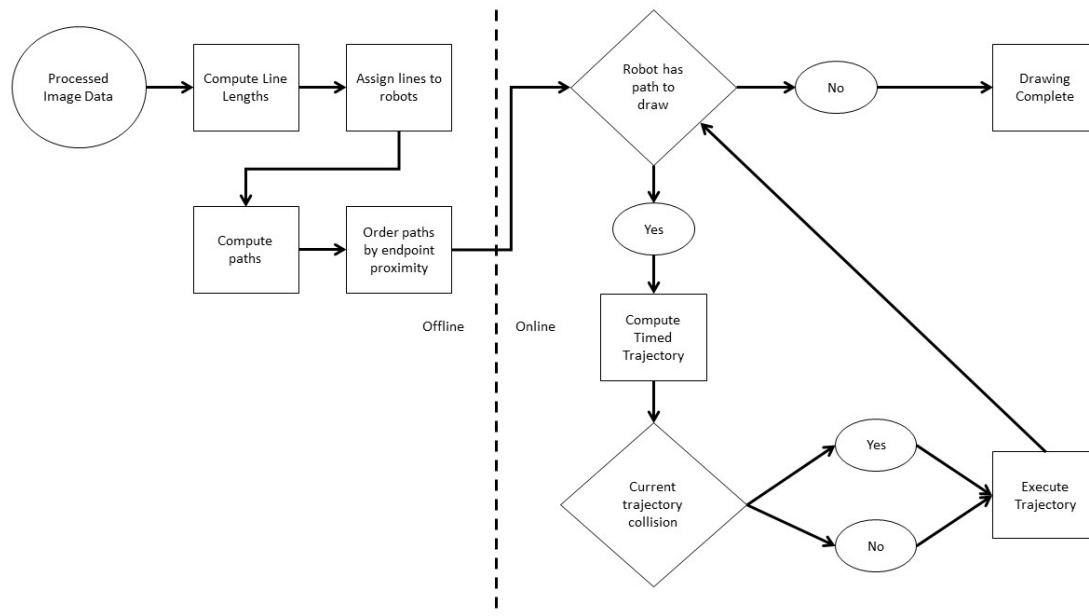 Processed
Image Data
Compute Line
Lengths
Assign lines to
robots
Compute
paths
Order paths
by endpoint
proximity
Offline
Online
Robot has
path to
draw
No
Drawing
Complete
Yes
Compute
Timed
Trajectory
Current
trajectory
collision
Yes
No
Execute
Trajectory